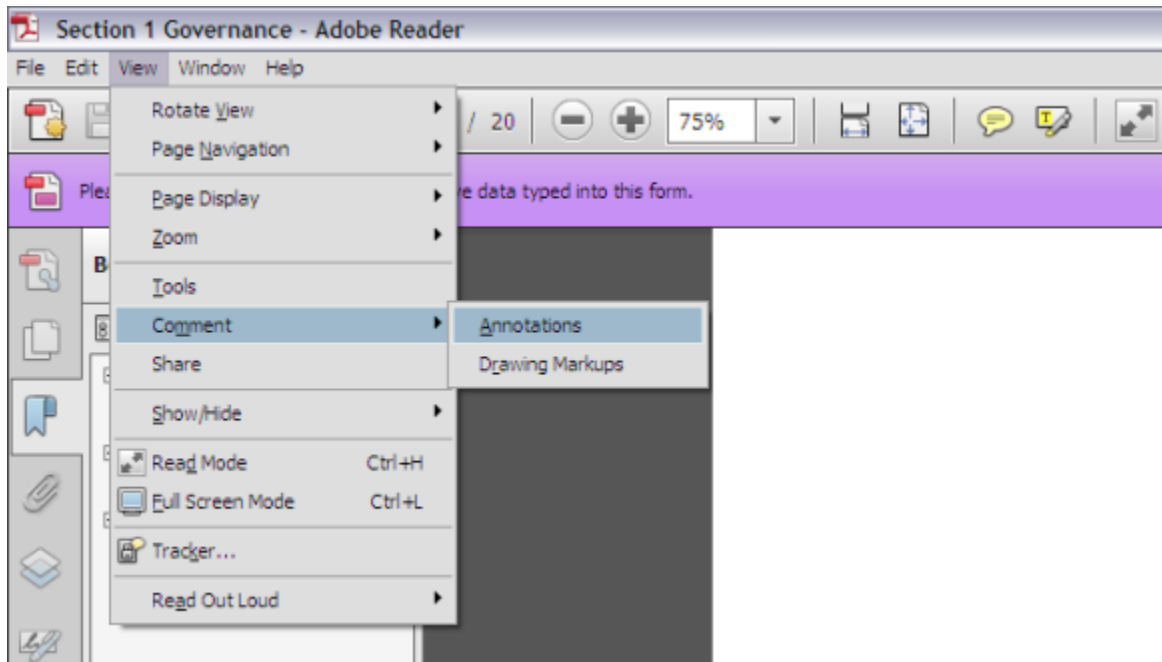 Section 1 Governance - Adobe Reader
File Edit View Window Help
/ 20 75%
Rotate View
Page Navigation
e data typed into this form.
Page Display
Zoom
Tools
Comment
Annotations
Share
Drawing Markups
Show/Hide
Read Mode Ctrl+H
Full Screen Mode Ctrl+L
Tracker...
Read Out Loud